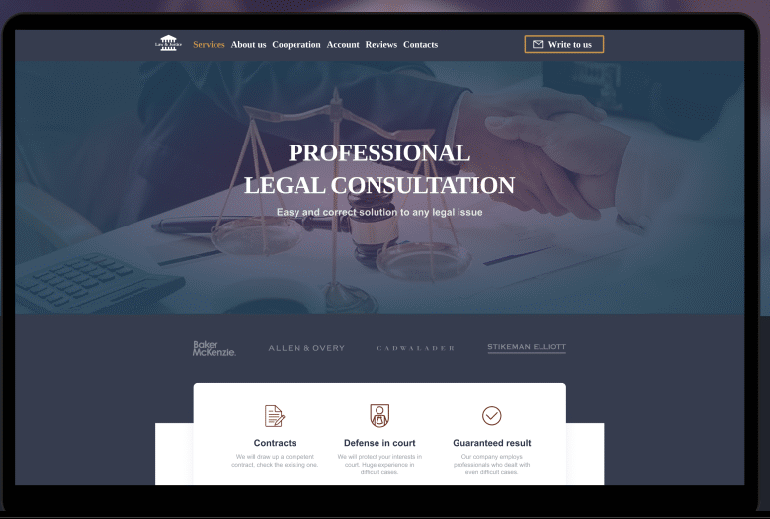 Law & Justice
Services About us Cooperation Account Reviews Contacts
Write to us
PROFESSIONAL
LEGAL CONSULTATION
Easy and correct solution to any legal issue
Baker
McKenzie.
ALLEN & OVERY
CADWALADER
STIKEMAN ELLIOTT
Contracts
We will draw up a competent
contract, check the existing one.
Defense in court
We will protect your interests in
court. Huge experience in
difficult cases.
Guaranteed result
Our company employs
professionals who dealt with
even difficult cases.